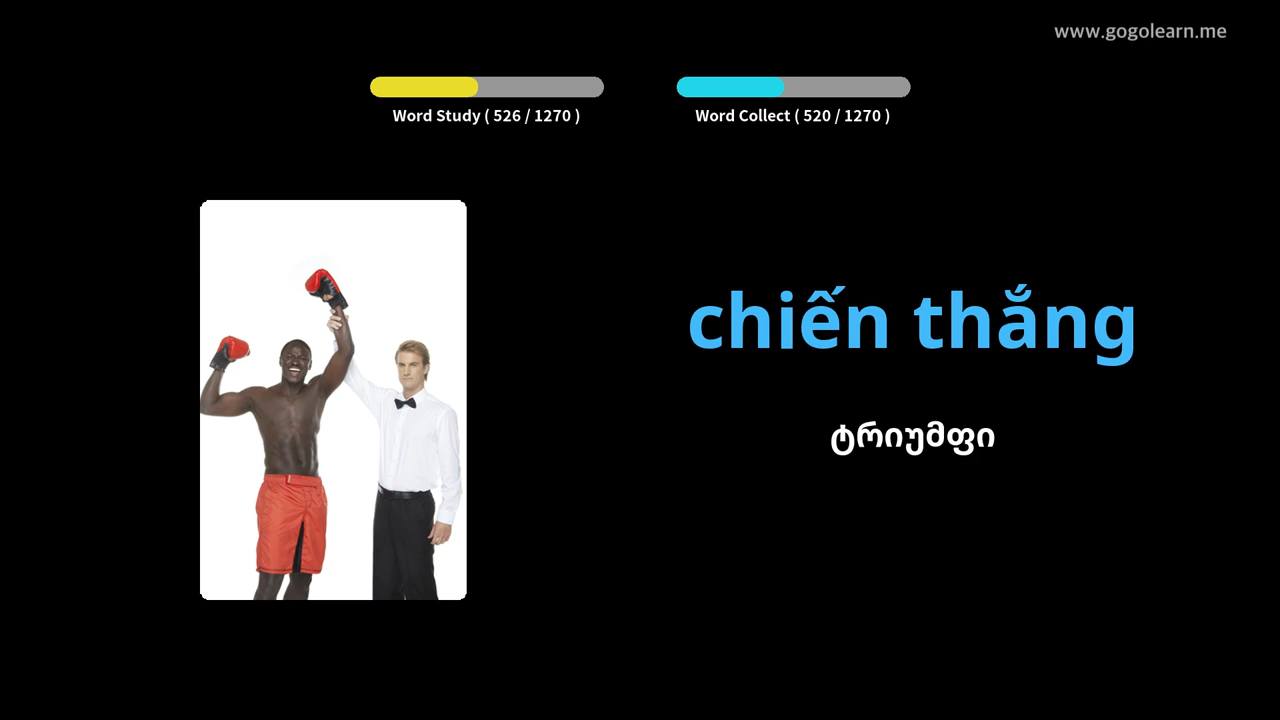 www.gogolearn.me
Word Study ( 526 / 1270 )
Word Collect ( 520 / 1270 )
chiến thắng
ტრიუმფი